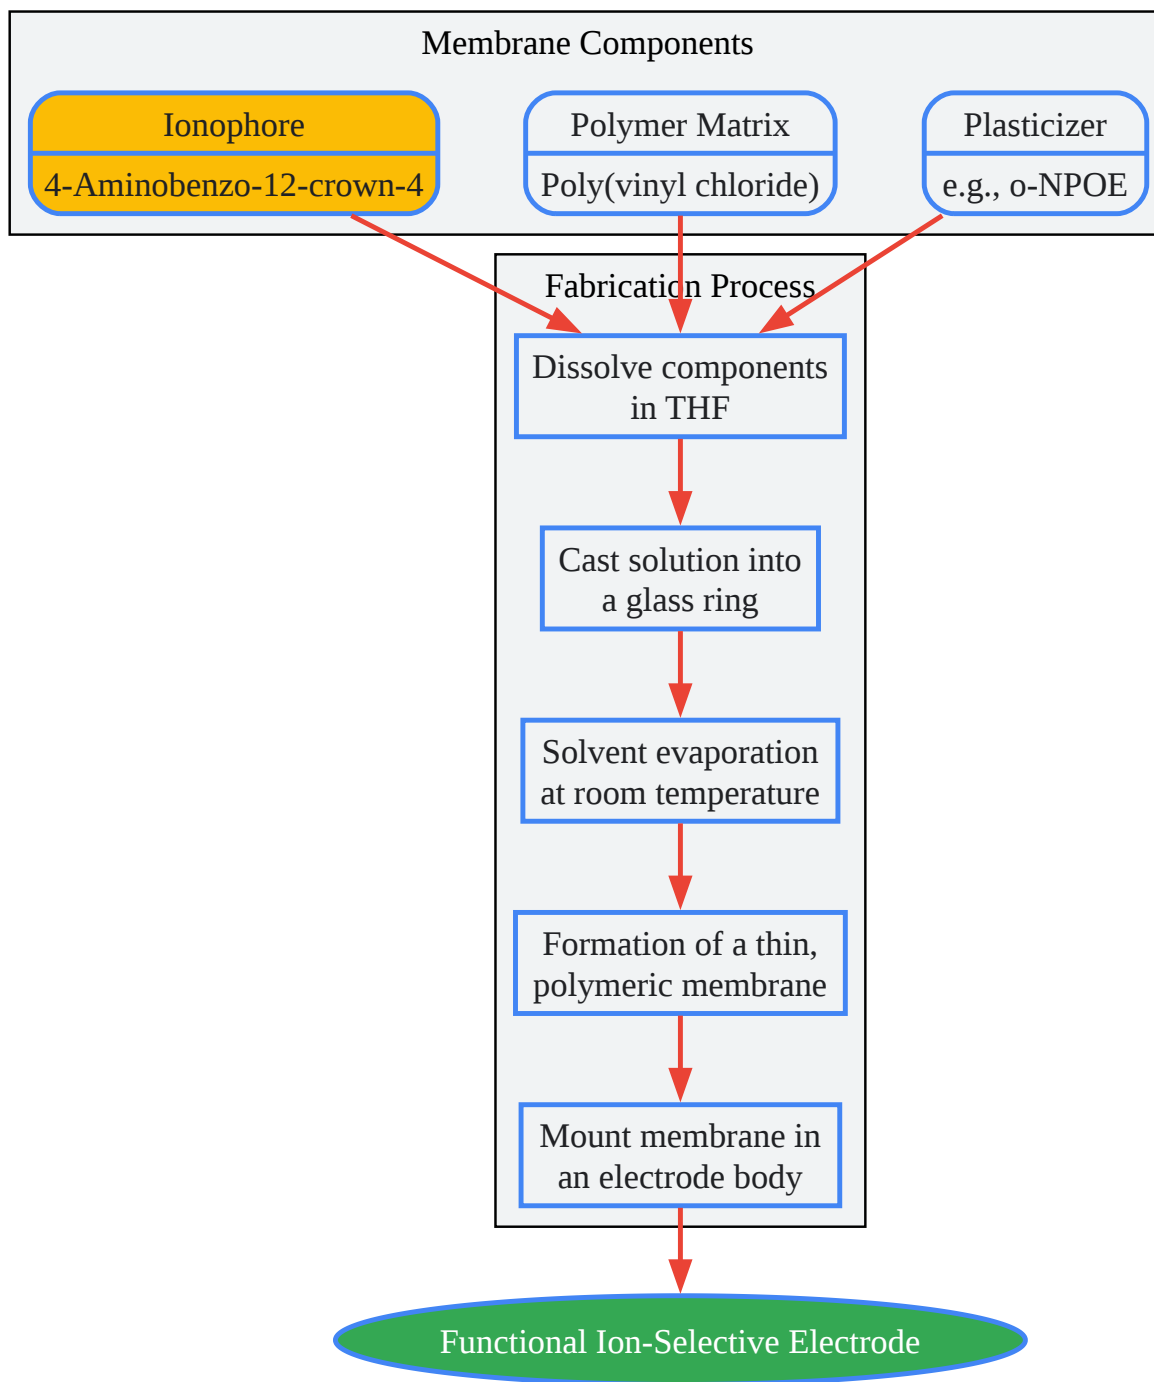 Membrane Components
Ionophore
4-Aminobenzo-12-crown-4
Polymer Matrix
Poly(vinyl chloride)
Plasticizer
e.g., o-NPOE
Fabrication Process
Dissolve components
in THF
Cast solution into
a glass ring
Solvent evaporation
at room temperature
Formation of a thin,
polymeric membrane
Mount membrane in
an electrode body
Functional Ion-Selective Electrode